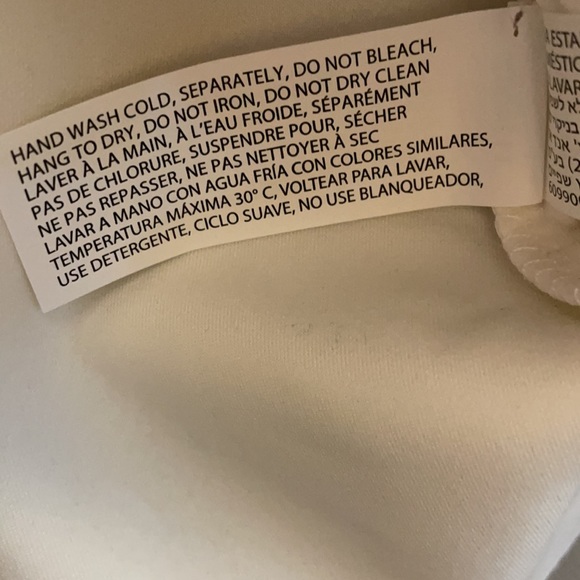 HAND WASH COLD, SEPARATELY, DO NOT BLEACH,
HANG TO DRY, DO NOT IRON, DO NOT DRY CLEAN
LAVER À LA MAIN, À L'EAU FROIDE, SÉPARÉMENT
PAS DE CHLORURE, SUSPENDRE POUR, SÉCHER
NE PAS REPASSER, NE PAS NETTOYER À SEC
LAVAR A MANO CON AGUA FRÍA CON COLORES SIMILARES,
TEMPERATURA MÁXIMA 30° C, VOLTEAR PARA LAVAR,
USE DETERGENTE, CICLO SUAVE, NO USE BLANQUEADOR,
ESTA
LAVAR